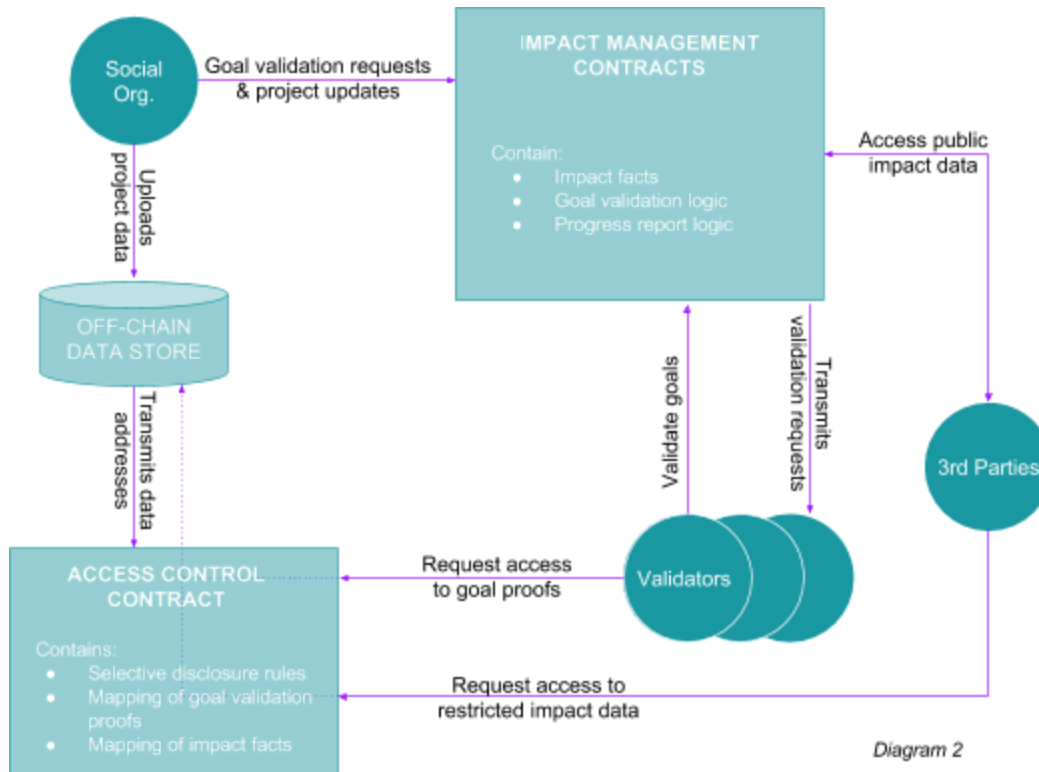 Social
Org.
Goal validation requests
& project updates
IMPACT MANAGEMENT
CONTRACTS
Contain:
● Impact facts
● Goal validation logic
● Progress report logic
Access public
impact data
Uploads
project data
OFF-CHAIN
DATA STORE
Transmits data
addresses
Validate goals
Transmits
validation requests
3rd Parties
Validators
Request access
to goal proofs
ACCESS CONTROL
CONTRACT
Contains:
● Selective disclosure rules
● Mapping of goal validation
proofs
● Mapping of impact facts
Request access to
restricted impact data
Diagram 2